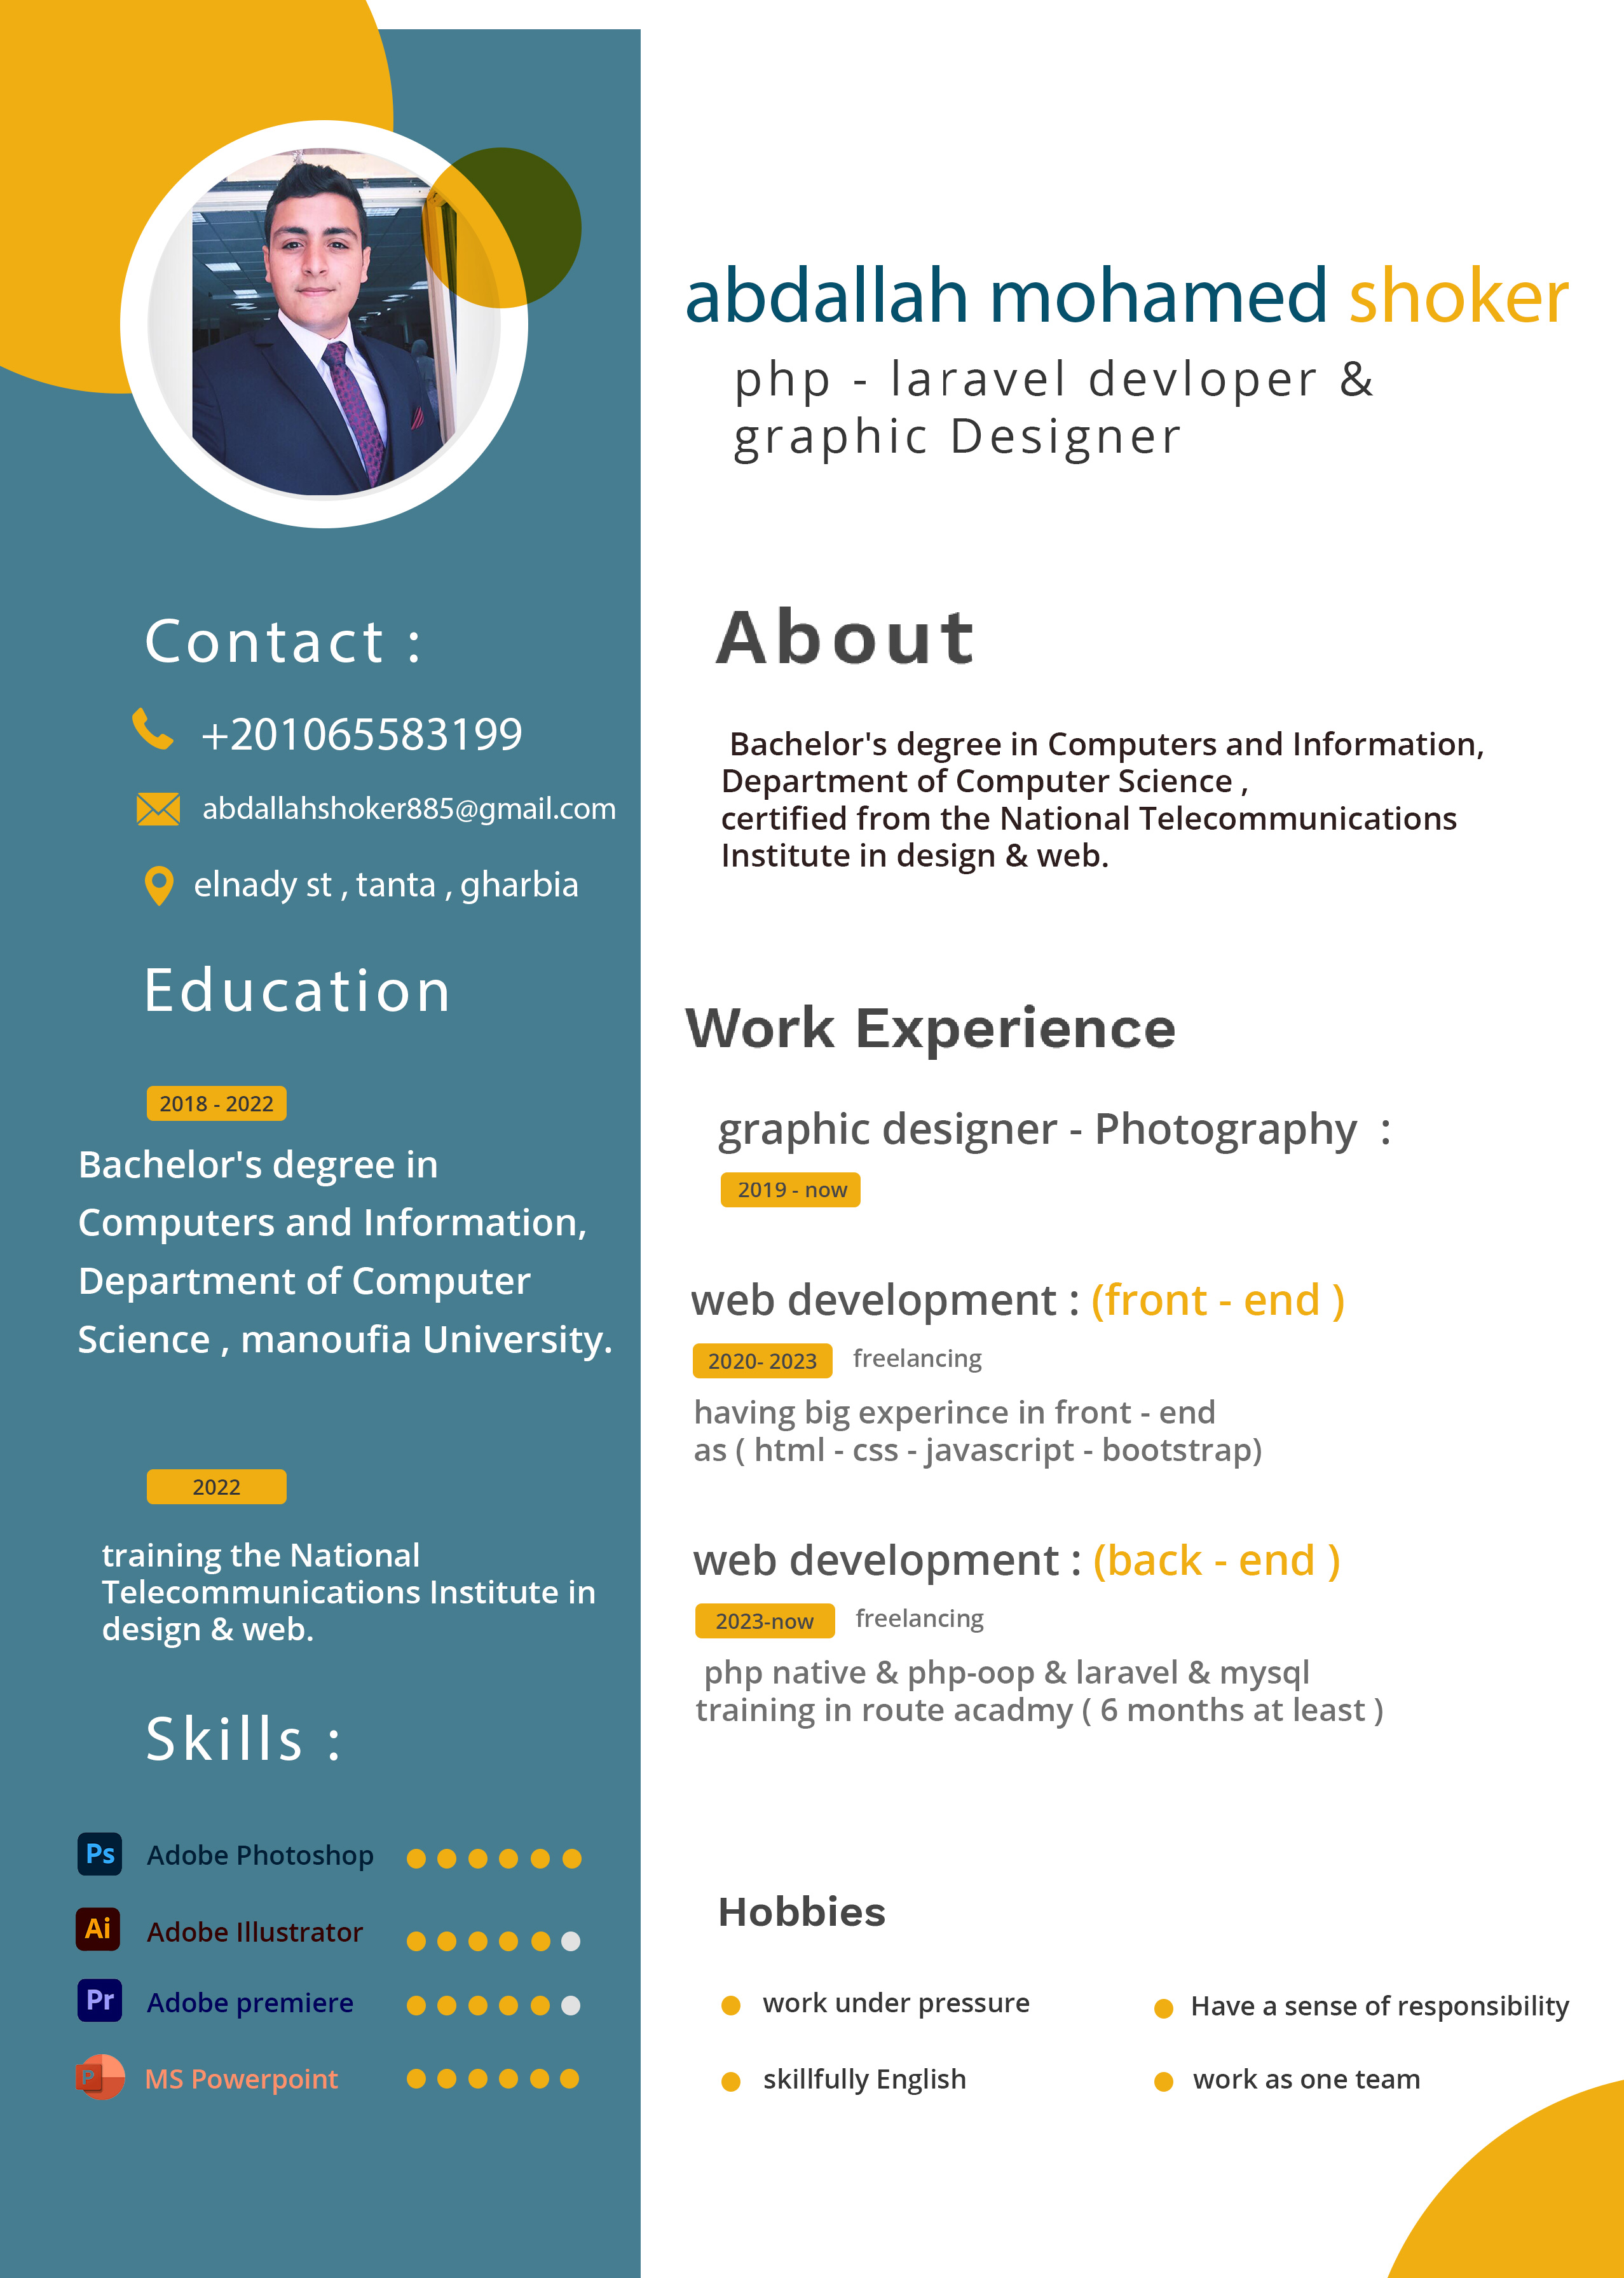 abdallah mohamed shoker
php - laravel devloper &
graphic Designer
Contact :
+201065583199
abdallahshoker885@gmail.com
elnady st , tanta , gharbia
Education
2018 - 2022
Bachelor's degree in
Computers and Information,
Department of Computer
Science , manoufia University.
2022
training the National
Telecommunications Institute in
design & web.
Skills :
Ps Adobe Photoshop
Ai Adobe Illustrator
Pr Adobe premiere
P MS Powerpoint
About
Bachelor's degree in Computers and Information,
Department of Computer Science ,
certified from the National Telecommunications
Institute in design & web.
Work Experience
graphic designer - Photography :
2019 - now
web development : (front - end )
2020- 2023 freelancing
having big experince in front - end
as ( html - css - javascript - bootstrap)
web development : (back - end )
2023-now freelancing
php native & php-oop & laravel & mysql
training in route acadmy ( 6 months at least )
Hobbies
work under pressure
Have a sense of responsibility
skillfully English
work as one team